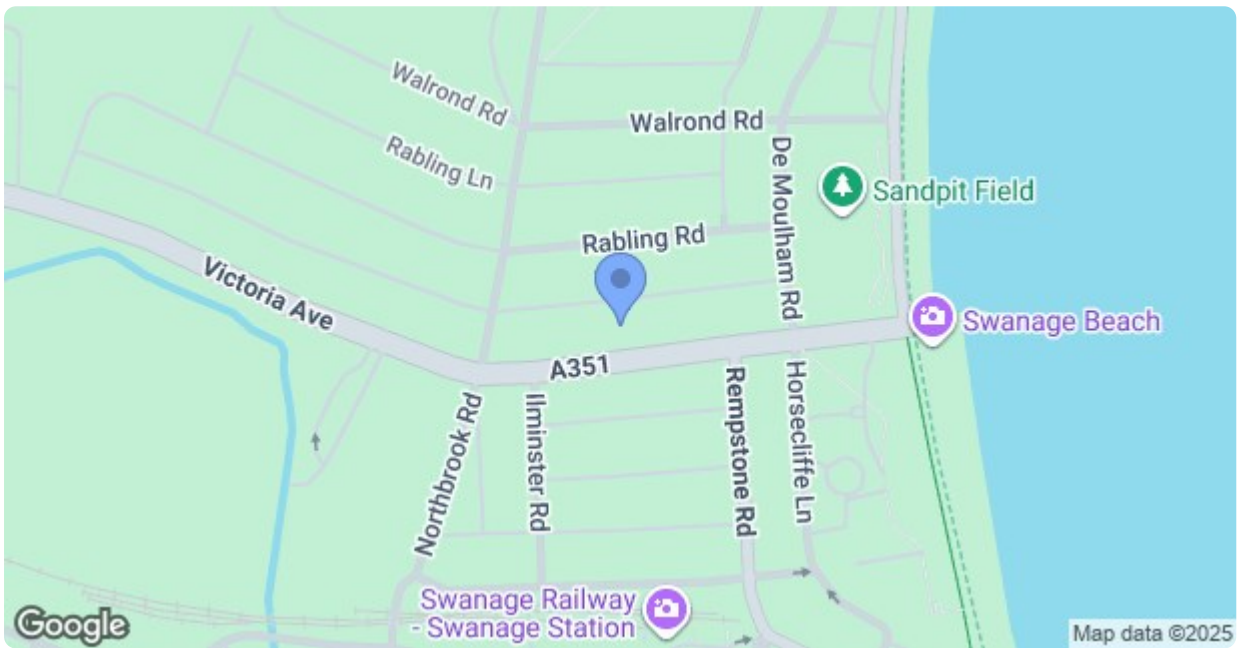 Walrond Rd
Walrond Rd
De Moulham Rd
Rabling Ln
Sandpit Field
Rabling Rd
Victoria Ave
Swanage Beach
A351
Northbrook Rd
Ilminster Rd
Rempstone Rd
Horsecliffe Ln
Swanage Railway
- Swanage Station
Google
Map data ©2025